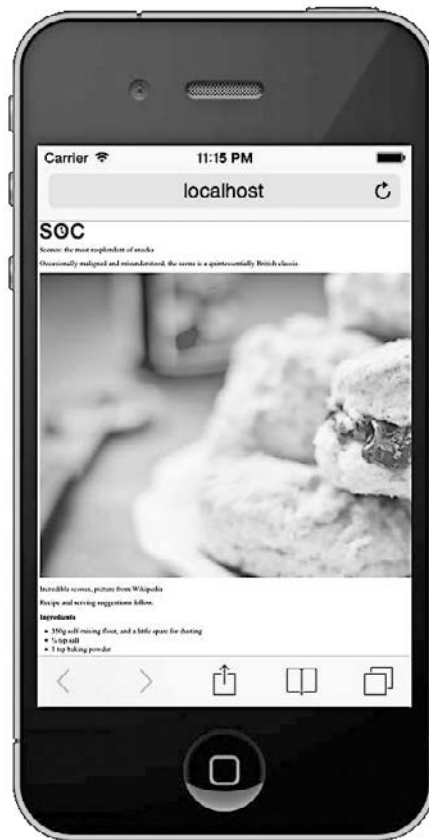 Carrier 11:15 PM
localhost
SOC
Scones: the most resplendent of snacks
Occasionally maligned and misunderstood, the scone is a quintessentially British classic.
Incredible scones, picture from Wikipedia
Recipe and serving suggestions follow.
Ingredients
• 350g self-raising flour, and a little spare for dusting
• ¼ tsp salt
• 1 tsp baking powder